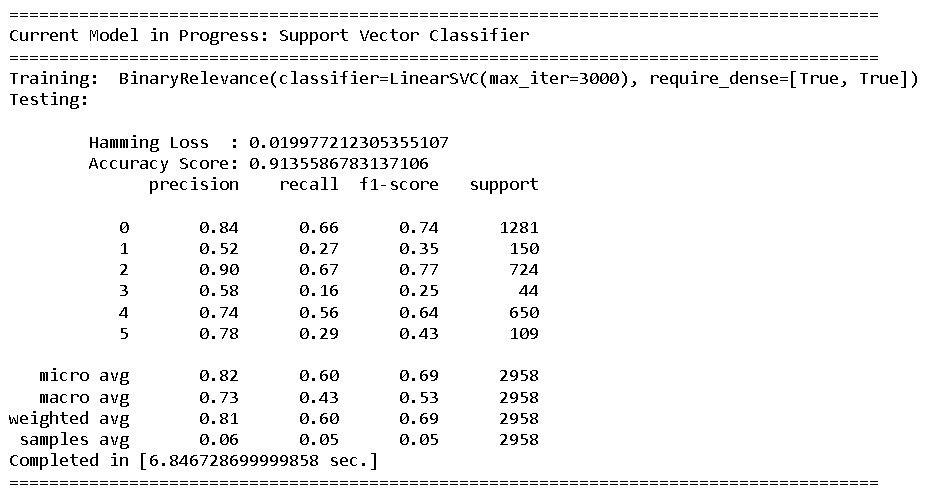 =======================================================================================
Current Model in Progress: Support Vector Classifier
=======================================================================================
Training:  BinaryRelevance(classifier=LinearSVC(max_iter=3000), require_dense=[True, True])
Testing:
        Hamming Loss  : 0.019977212305355107
        Accuracy Score: 0.9135586783137106
              precision    recall  f1-score   support
           0       0.84      0.66      0.74      1281
           1       0.52      0.27      0.35       150
           2       0.90      0.67      0.77       724
           3       0.58      0.16      0.25        44
           4       0.74      0.56      0.64       650
           5       0.78      0.29      0.43       109
   micro avg       0.82      0.60      0.69      2958
   macro avg       0.73      0.43      0.53      2958
weighted avg       0.81      0.60      0.69      2958
 samples avg       0.06      0.05      0.05      2958
Completed in [6.846728699999858 sec.]
=======================================================================================